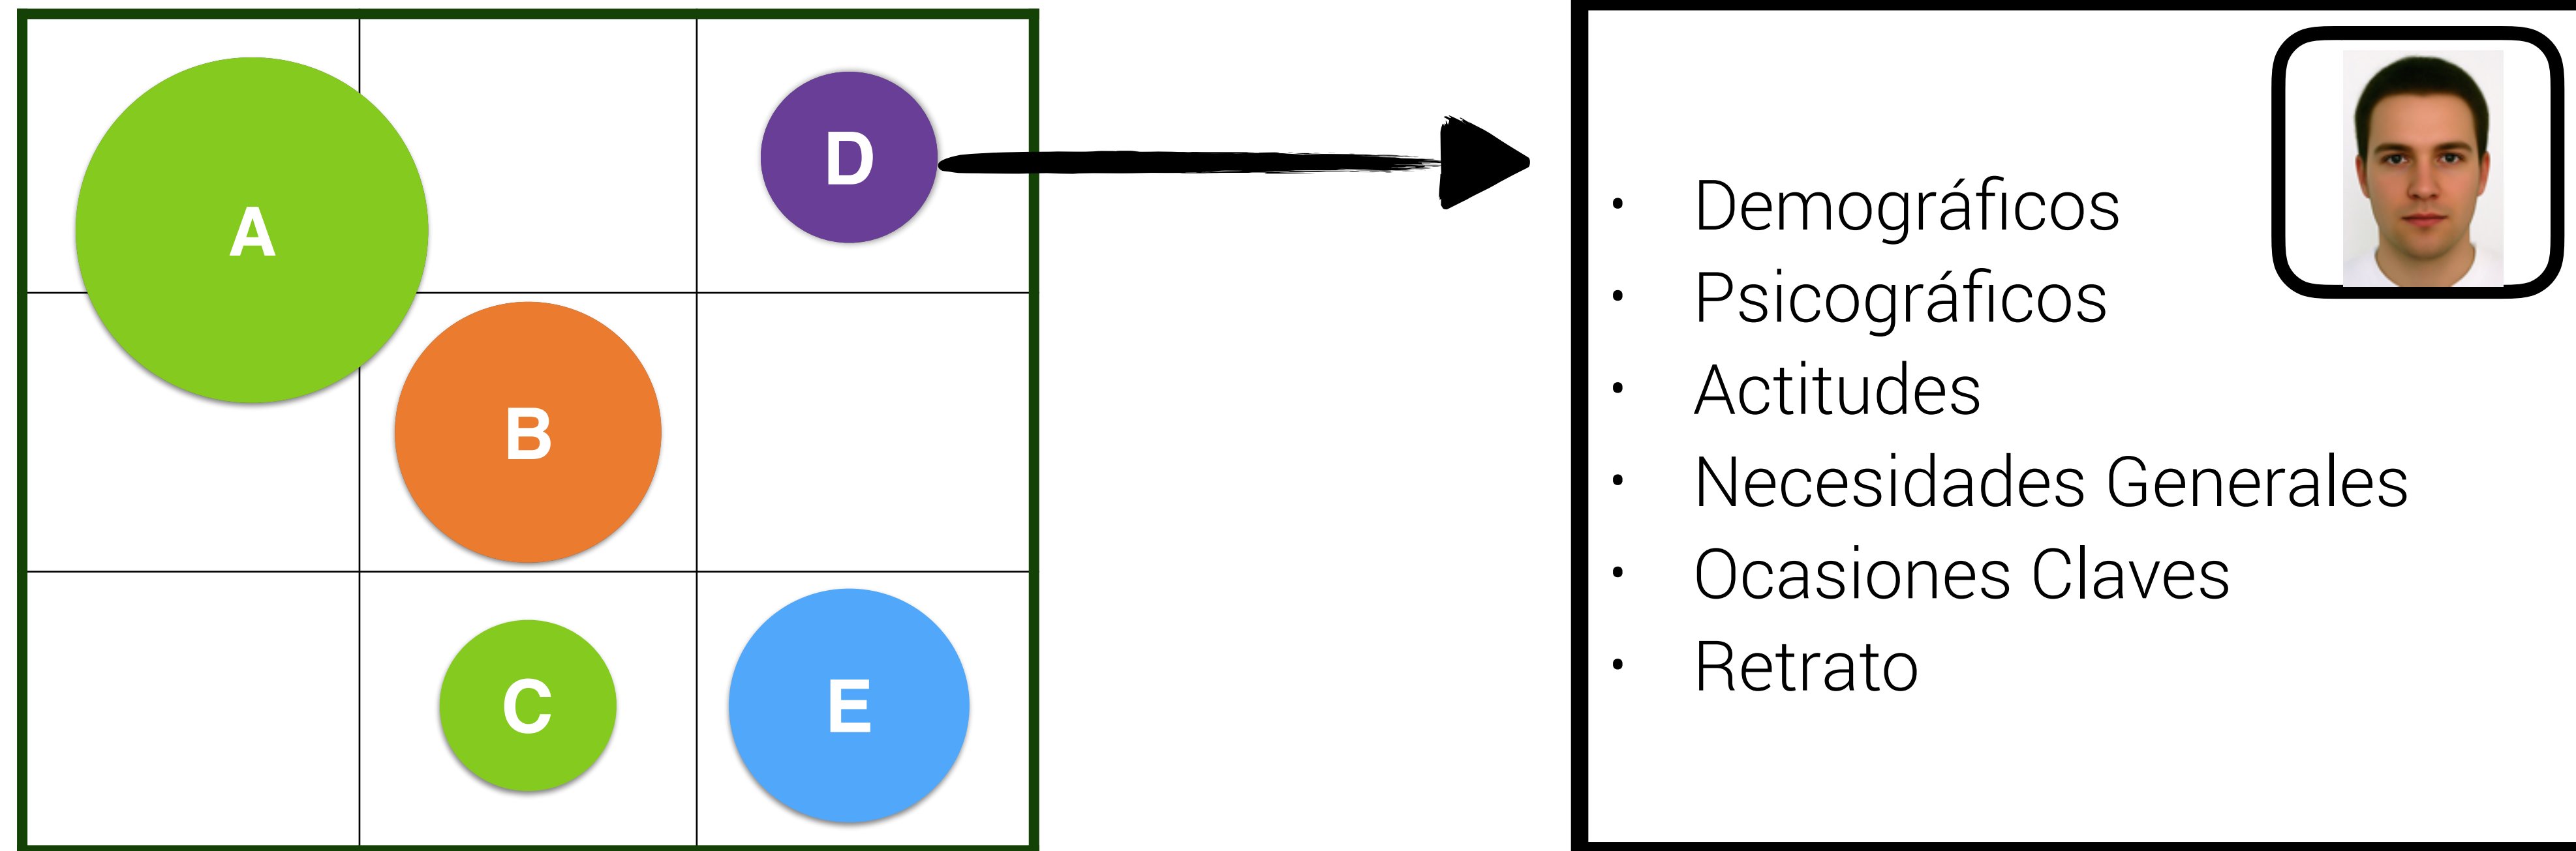 A
D
B
C
E
• Demográficos
• Psicográficos
• Actitudes
• Necesidades Generales
• Ocasiones Claves
• Retrato